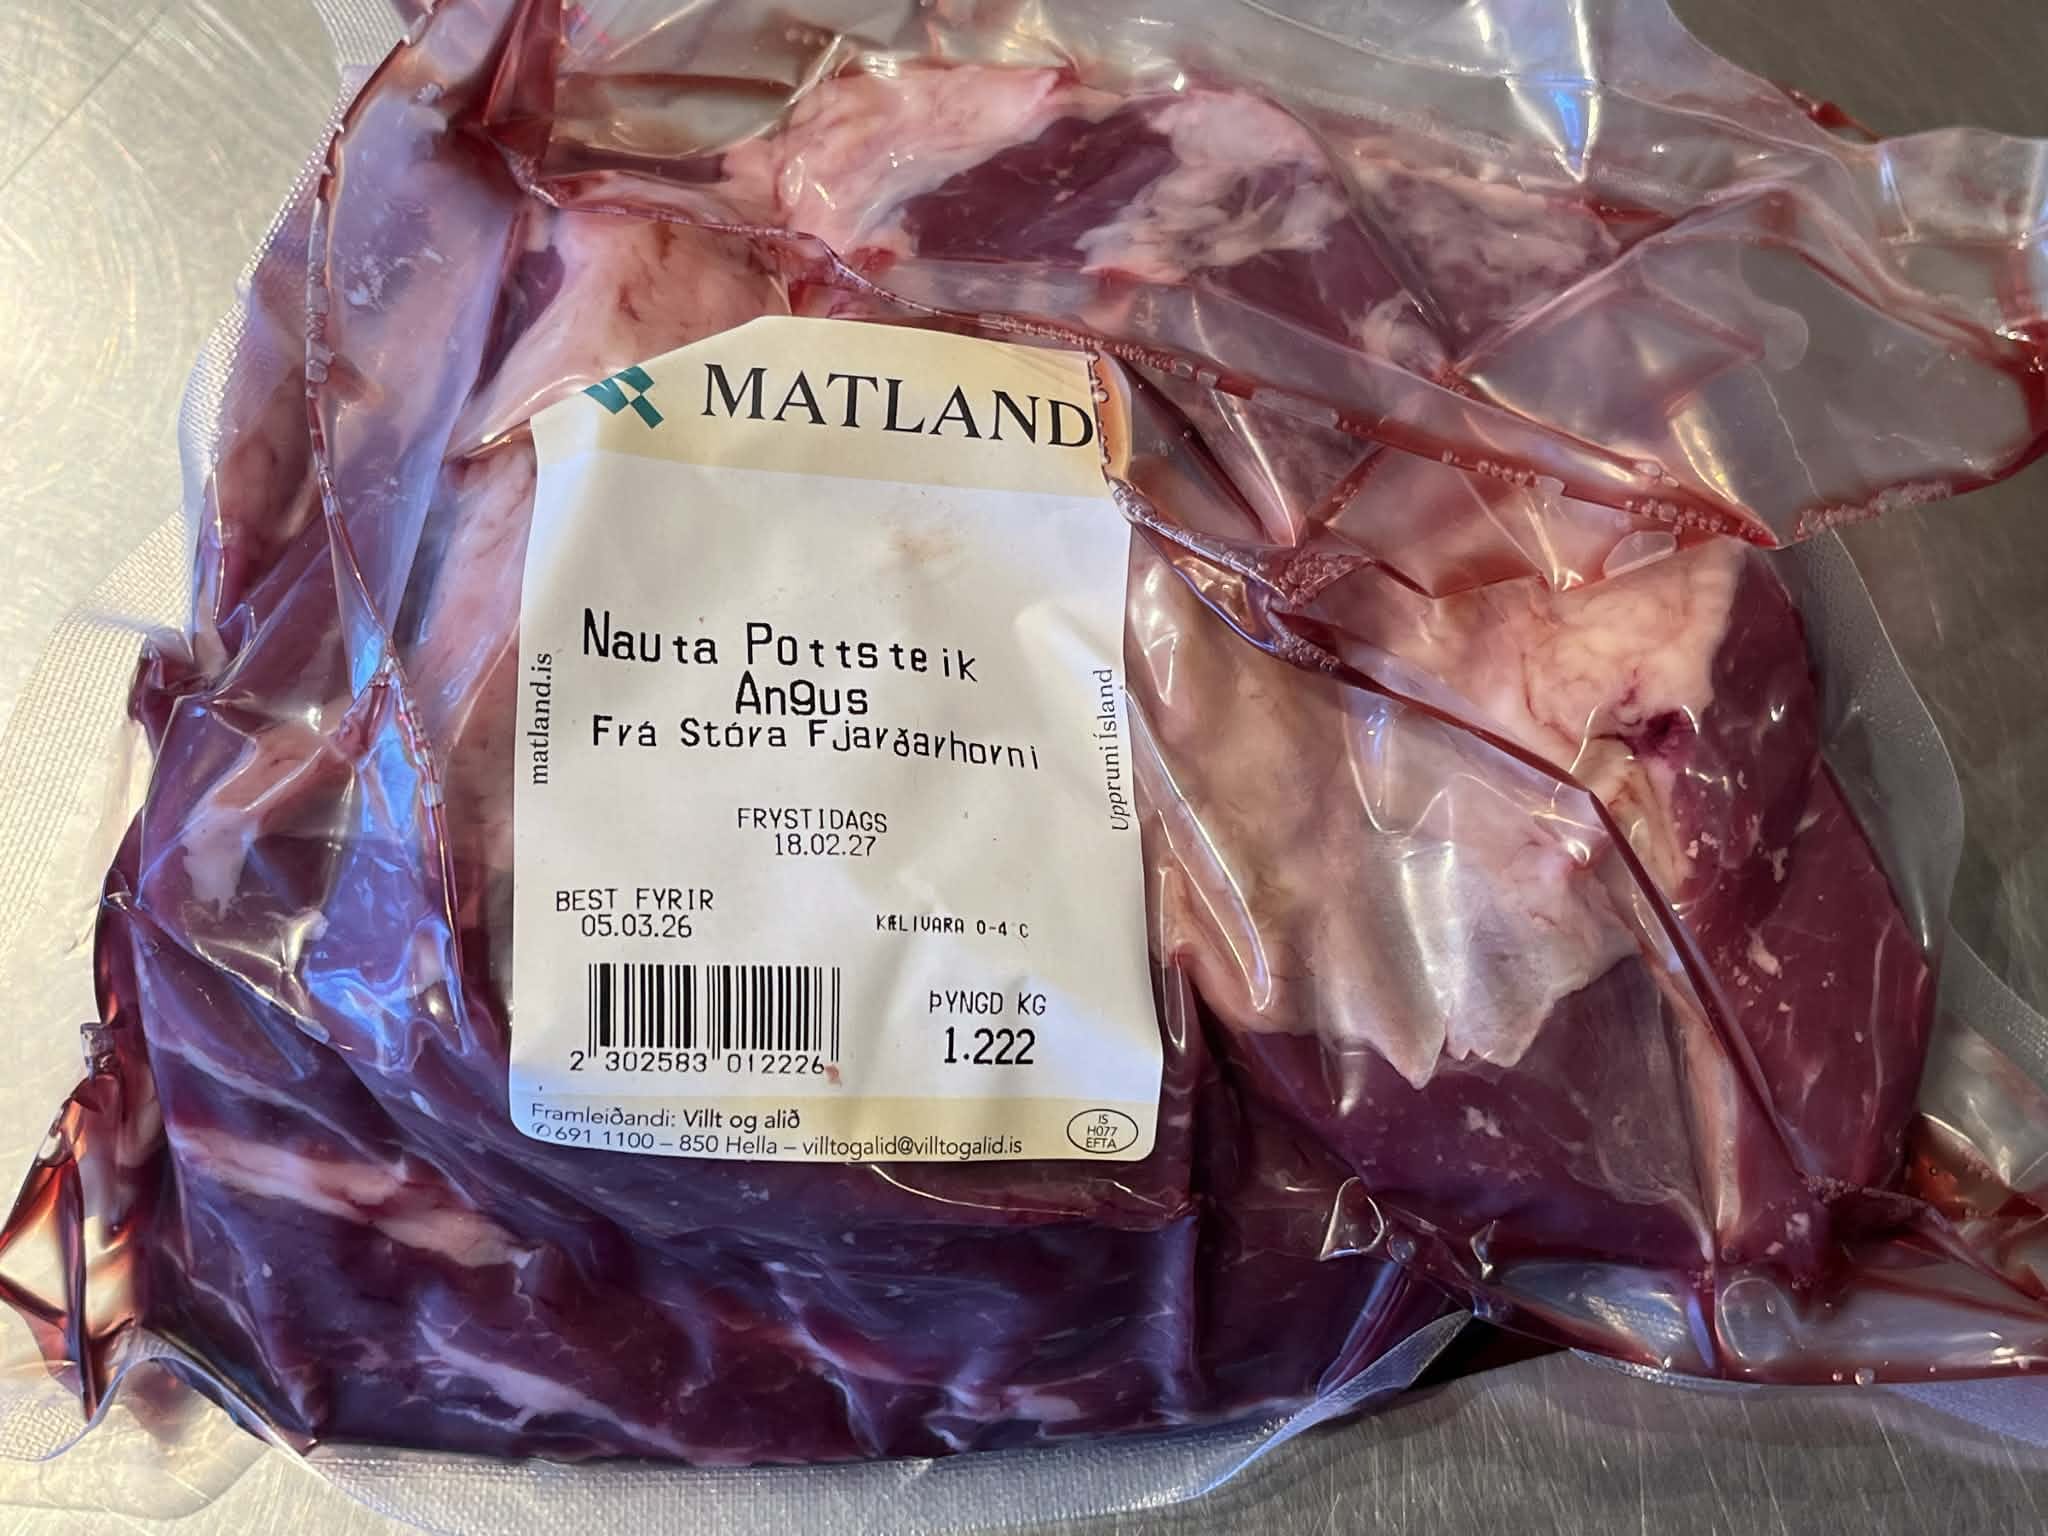 MATLAND
Nauta Pottsteik
Angus
Frá Stóra Fjarðarhorni
matland.is
Uppruni Ísland
FRYSTIDAGS
18.02.27
BEST FYRIR
05.03.26
KÆLIVARA 0-4°C
ÞYNGD KG
1.222
2 302583 012226
Framleiðandi: Villt og alið
✆691 1100 – 850 Hella – villtogalid@villtogalid.is
IS
H077
EFTA